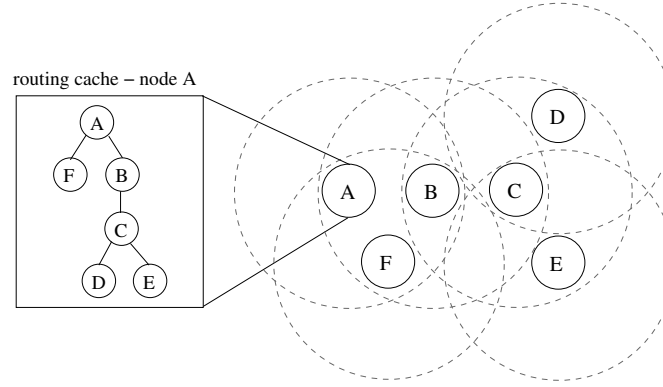 routing cache – node A
A
F B
C
D E
D
A B C
F E